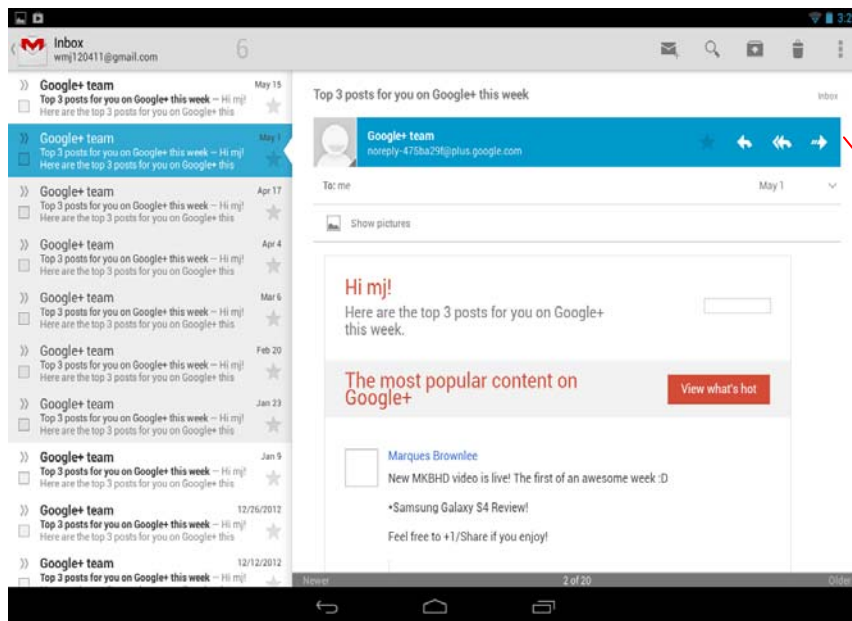 3:2
Inbox
wmj120411@gmail.com
6
Google+ team May 15
Top 3 posts for you on Google+ this week – Hi mj!
Here are the top 3 posts for you on Google+ this
Google+ team May 1
Top 3 posts for you on Google+ this week – Hi mj!
Here are the top 3 posts for you on Google+ this
Google+ team Apr 17
Top 3 posts for you on Google+ this week – Hi mj!
Here are the top 3 posts for you on Google+ this
Google+ team Apr 4
Top 3 posts for you on Google+ this week – Hi mj!
Here are the top 3 posts for you on Google+ this
Google+ team Mar 6
Top 3 posts for you on Google+ this week – Hi mj!
Here are the top 3 posts for you on Google+ this
Google+ team Feb 20
Top 3 posts for you on Google+ this week – Hi mj!
Here are the top 3 posts for you on Google+ this
Google+ team Jan 23
Top 3 posts for you on Google+ this week – Hi mj!
Here are the top 3 posts for you on Google+ this
Google+ team Jan 9
Top 3 posts for you on Google+ this week – Hi mj!
Here are the top 3 posts for you on Google+ this
Google+ team 12/26/2012
Top 3 posts for you on Google+ this week – Hi mj!
Here are the top 3 posts for you on Google+ this
Google+ team 12/12/2012
Top 3 posts for you on Google+ this week – Hi mj!
Top 3 posts for you on Google+ this week Inbox
Google+ team
noreply-475ba29f@plus.google.com
To: me May 1
Show pictures
Hi mj!
Here are the top 3 posts for you on Google+
this week.
The most popular content on
Google+
View what's hot
Marques Brownlee
New MKBHD video is live! The first of an awesome week :D
•Samsung Galaxy S4 Review!
Feel free to +1/Share if you enjoy!
Newer 2 of 20 Older